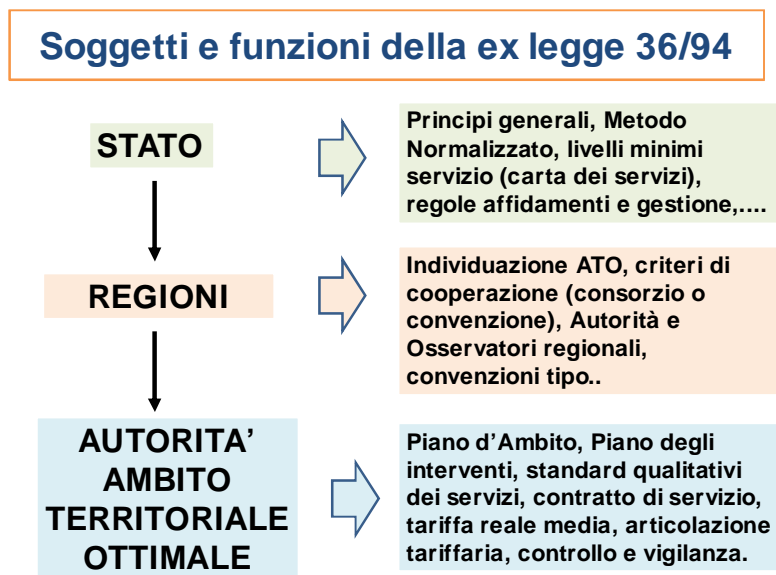 Soggetti e funzioni della ex legge 36/94
STATO
Principi generali, Metodo
Normalizzato, livelli minimi
servizio (carta dei servizi),
regole affidamenti e gestione,....
REGIONI
Individuazione ATO, criteri di
cooperazione (consorzio o
convenzione), Autorità e
Osservatori regionali,
convenzioni tipo..
AUTORITA’
AMBITO
TERRITORIALE
OTTIMALE
Piano d’Ambito, Piano degli
interventi, standard qualitativi
dei servizi, contratto di servizio,
tariffa reale media, articolazione
tariffaria, controllo e vigilanza.